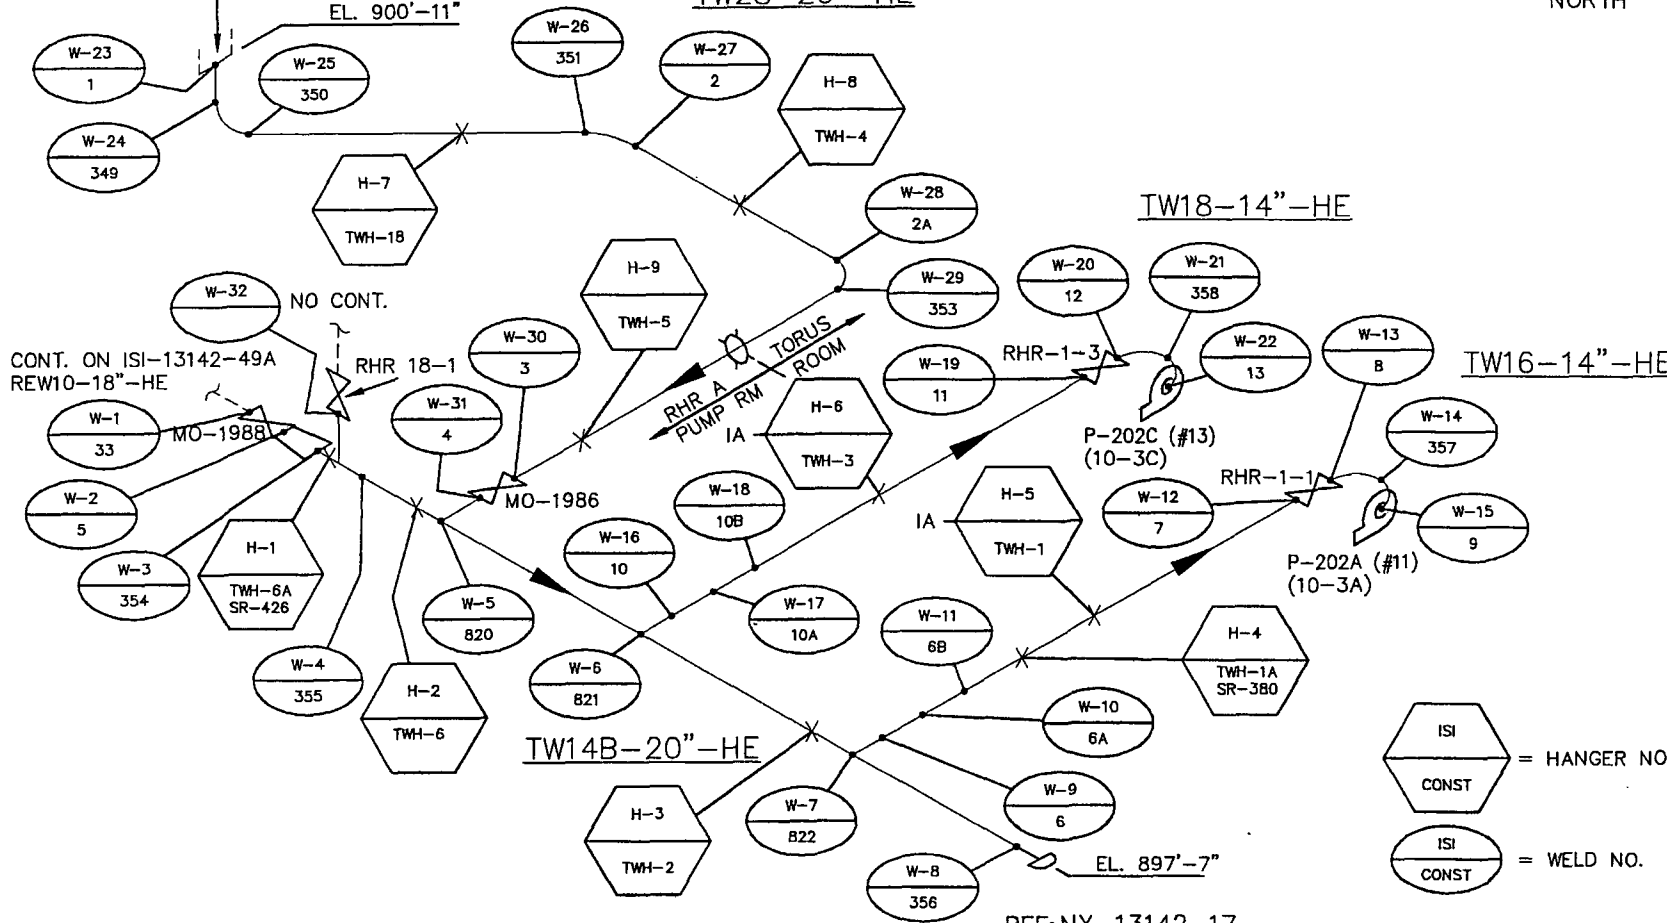 NORTH
EL. 900'-11"
W-23
1
W-24
349
W-25
350
W-26
351
W-27
2
H-8
TWH-4
H-7
TWH-18
W-28
2A
TW18-14"-HE
W-20
12
W-21
358
W-29
353
H-9
TWH-5
W-32
NO CONT.
CONT. ON ISI-13142-49A
REW10-18"-HE
RHR 18-1
W-30
3
W-31
4
W-1
33
MO-1988
W-2
5
W-3
354
RHR A
PUMP RM
TORUS
ROOM
W-19
11
RHR-1-3
W-22
13
W-13
8
TW16-14"-HE
P-202C (#13)
(10-3C)
H-6
TWH-3
IA
W-14
357
RHR-1-1
W-12
7
W-15
9
P-202A (#11)
(10-3A)
H-5
TWH-1
IA
MO-1986
W-18
10B
W-16
10
W-17
10A
H-1
TWH-6A
SR-426
W-4
355
W-5
820
H-2
TWH-6
W-6
821
W-11
6B
H-4
TWH-1A
SR-380
W-10
6A
TW14B-20"-HE
H-3
TWH-2
W-7
822
W-9
6
W-8
356
EL. 897'-7"
ISI
CONST
= HANGER NO
ISI
CONST
= WELD NO.